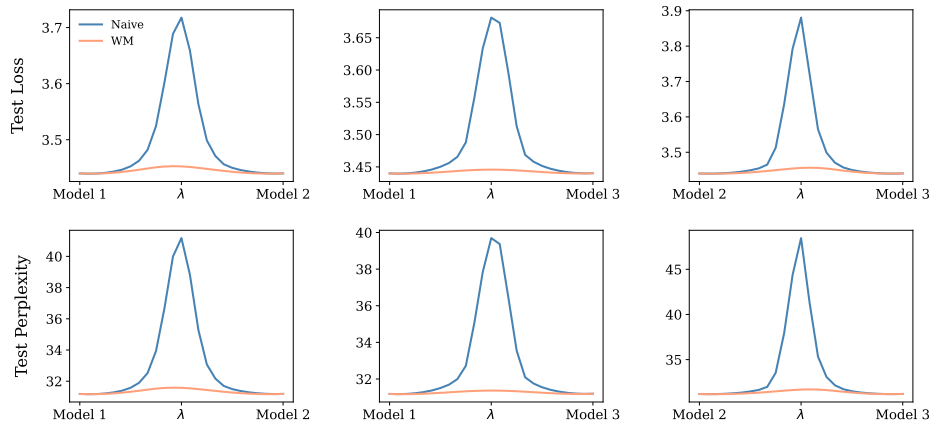 Test Loss
3.7
3.6
3.5
Naive
WM
Model 1 λ Model 2
3.65
3.60
3.55
3.50
3.45
Model 1 λ Model 3
3.9
3.8
3.7
3.6
3.5
Model 2 λ Model 3
Test Perplexity
40
38
36
34
32
Model 1 λ Model 2
40
38
36
34
32
Model 1 λ Model 3
45
40
35
Model 2 λ Model 3